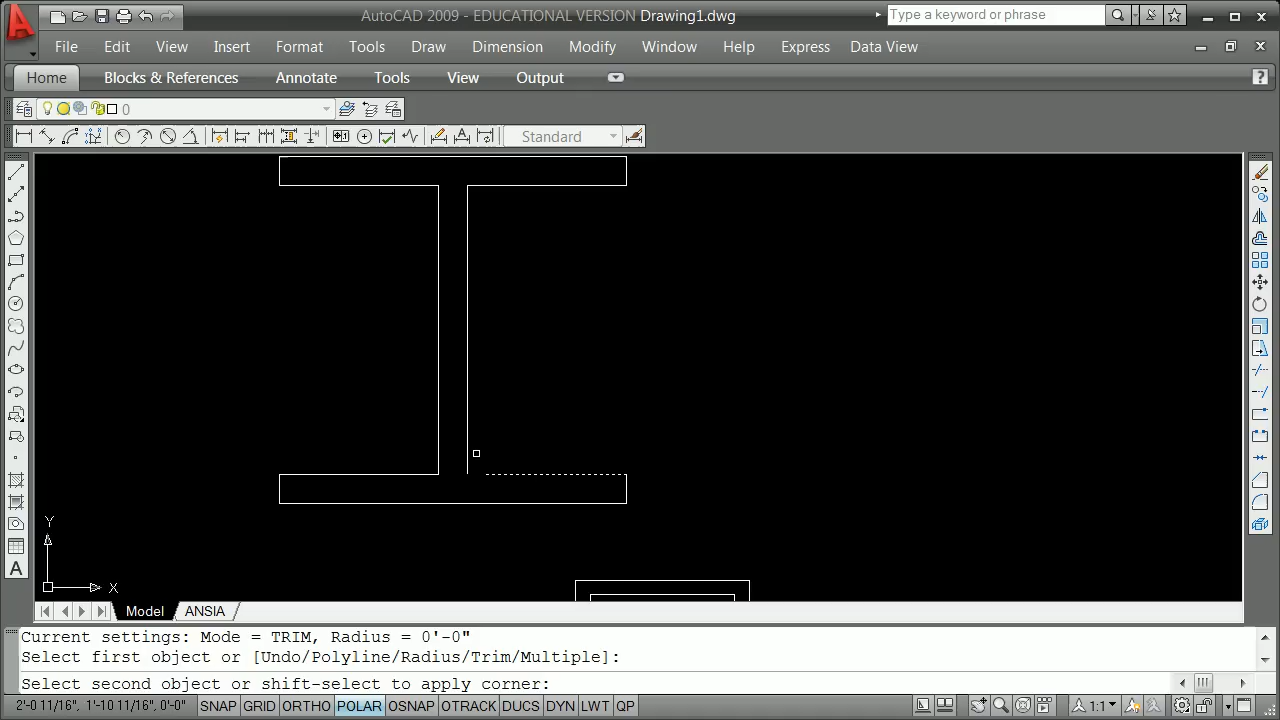 AutoCAD 2009 - EDUCATIONAL VERSION Drawing1.dwg
Type a keyword or phrase
File Edit View Insert Format Tools Draw Dimension Modify Window Help Express Data View
Home Blocks & References Annotate Tools View Output
0
Standard
Y
X
Model ANSIA
Current settings: Mode = TRIM, Radius = 0'-0"
Select first object or [Undo/Polyline/Radius/Trim/Multiple]:
Select second object or shift-select to apply corner:
2'-0 11/16", 1'-10 11/16", 0'-0" SNAP GRID ORTHO POLAR OSNAP OTRACK DUCS DYN LWT QP 1:1